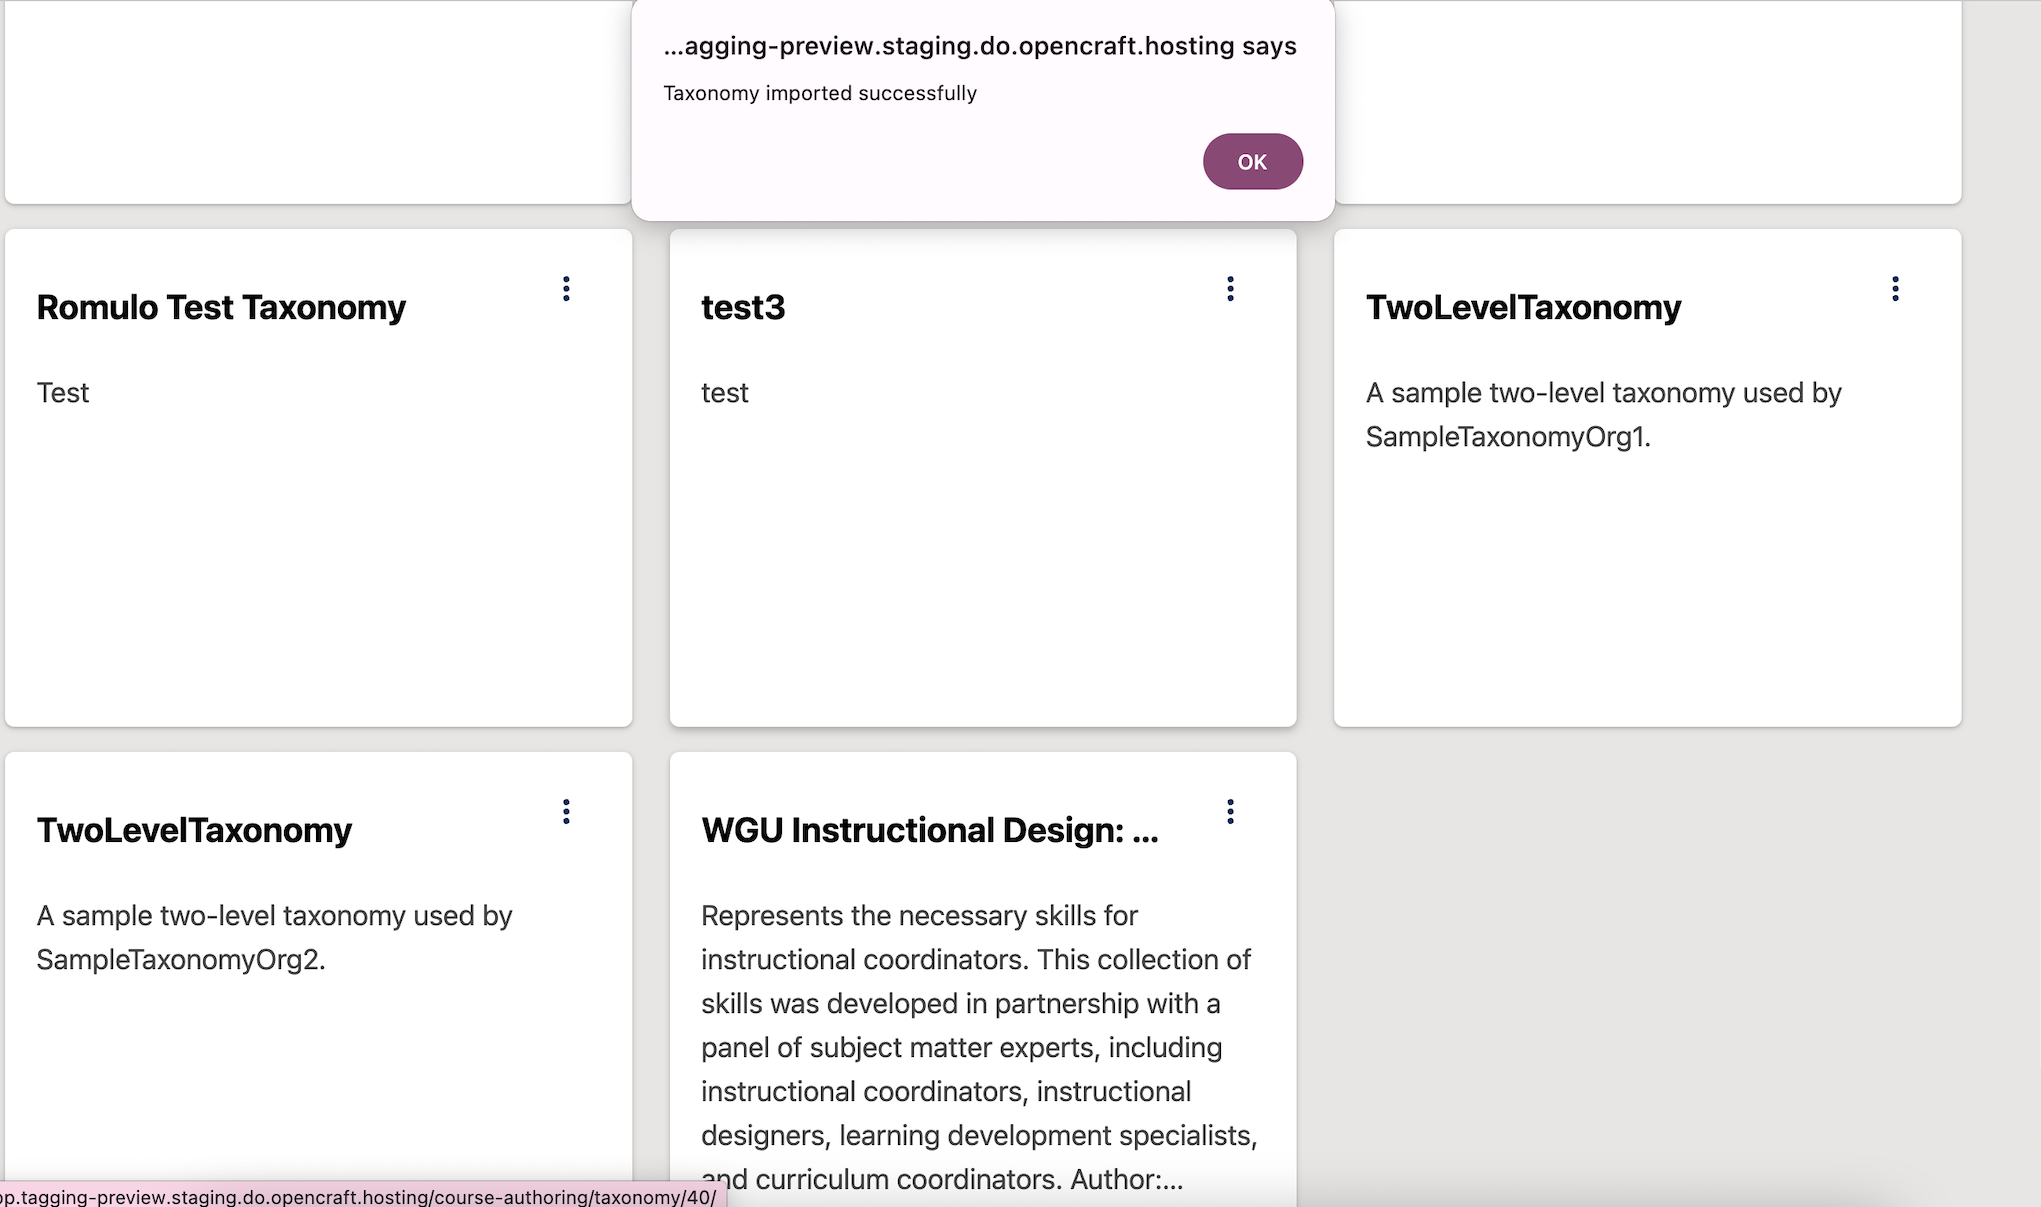 ...agging-preview.staging.do.opencraft.hosting says
Taxonomy imported successfully
OK
Romulo Test Taxonomy
Test
test3
test
TwoLevelTaxonomy
A sample two-level taxonomy used by
SampleTaxonomyOrg1.
TwoLevelTaxonomy
A sample two-level taxonomy used by
SampleTaxonomyOrg2.
WGU Instructional Design: ...
Represents the necessary skills for
instructional coordinators. This collection of
skills was developed in partnership with a
panel of subject matter experts, including
instructional coordinators, instructional
designers, learning development specialists,
and curriculum coordinators. Author:...
pp.tagging-preview.staging.do.opencraft.hosting/course-authoring/taxonomy/40/